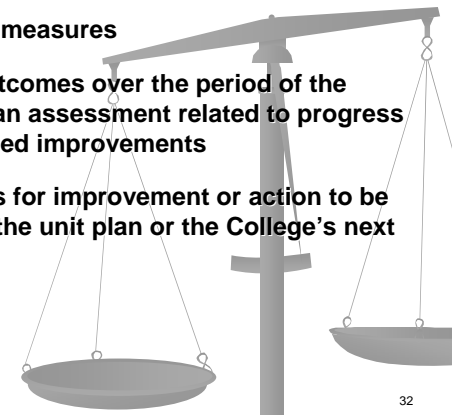 measures
tcomes over the period of the
an assessment related to progress
ed improvements
s for improvement or action to be
the unit plan or the College’s next
32